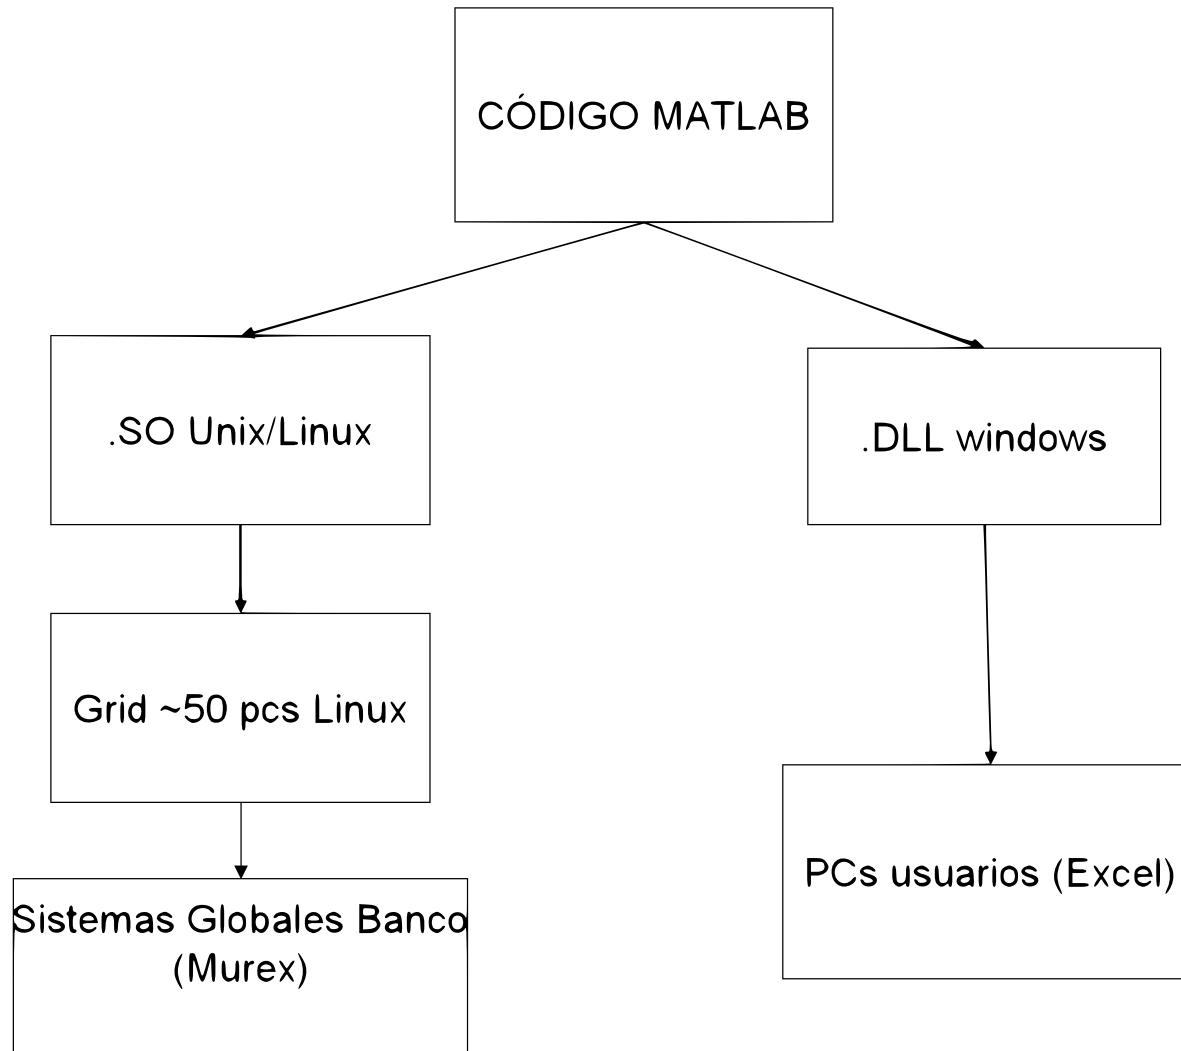 CÓDIGO MATLAB
.SO Unix/Linux
.DLL windows
Grid ~50 pcs Linux
PCs usuarios (Excel)
Sistemas Globales Banco
(Murex)